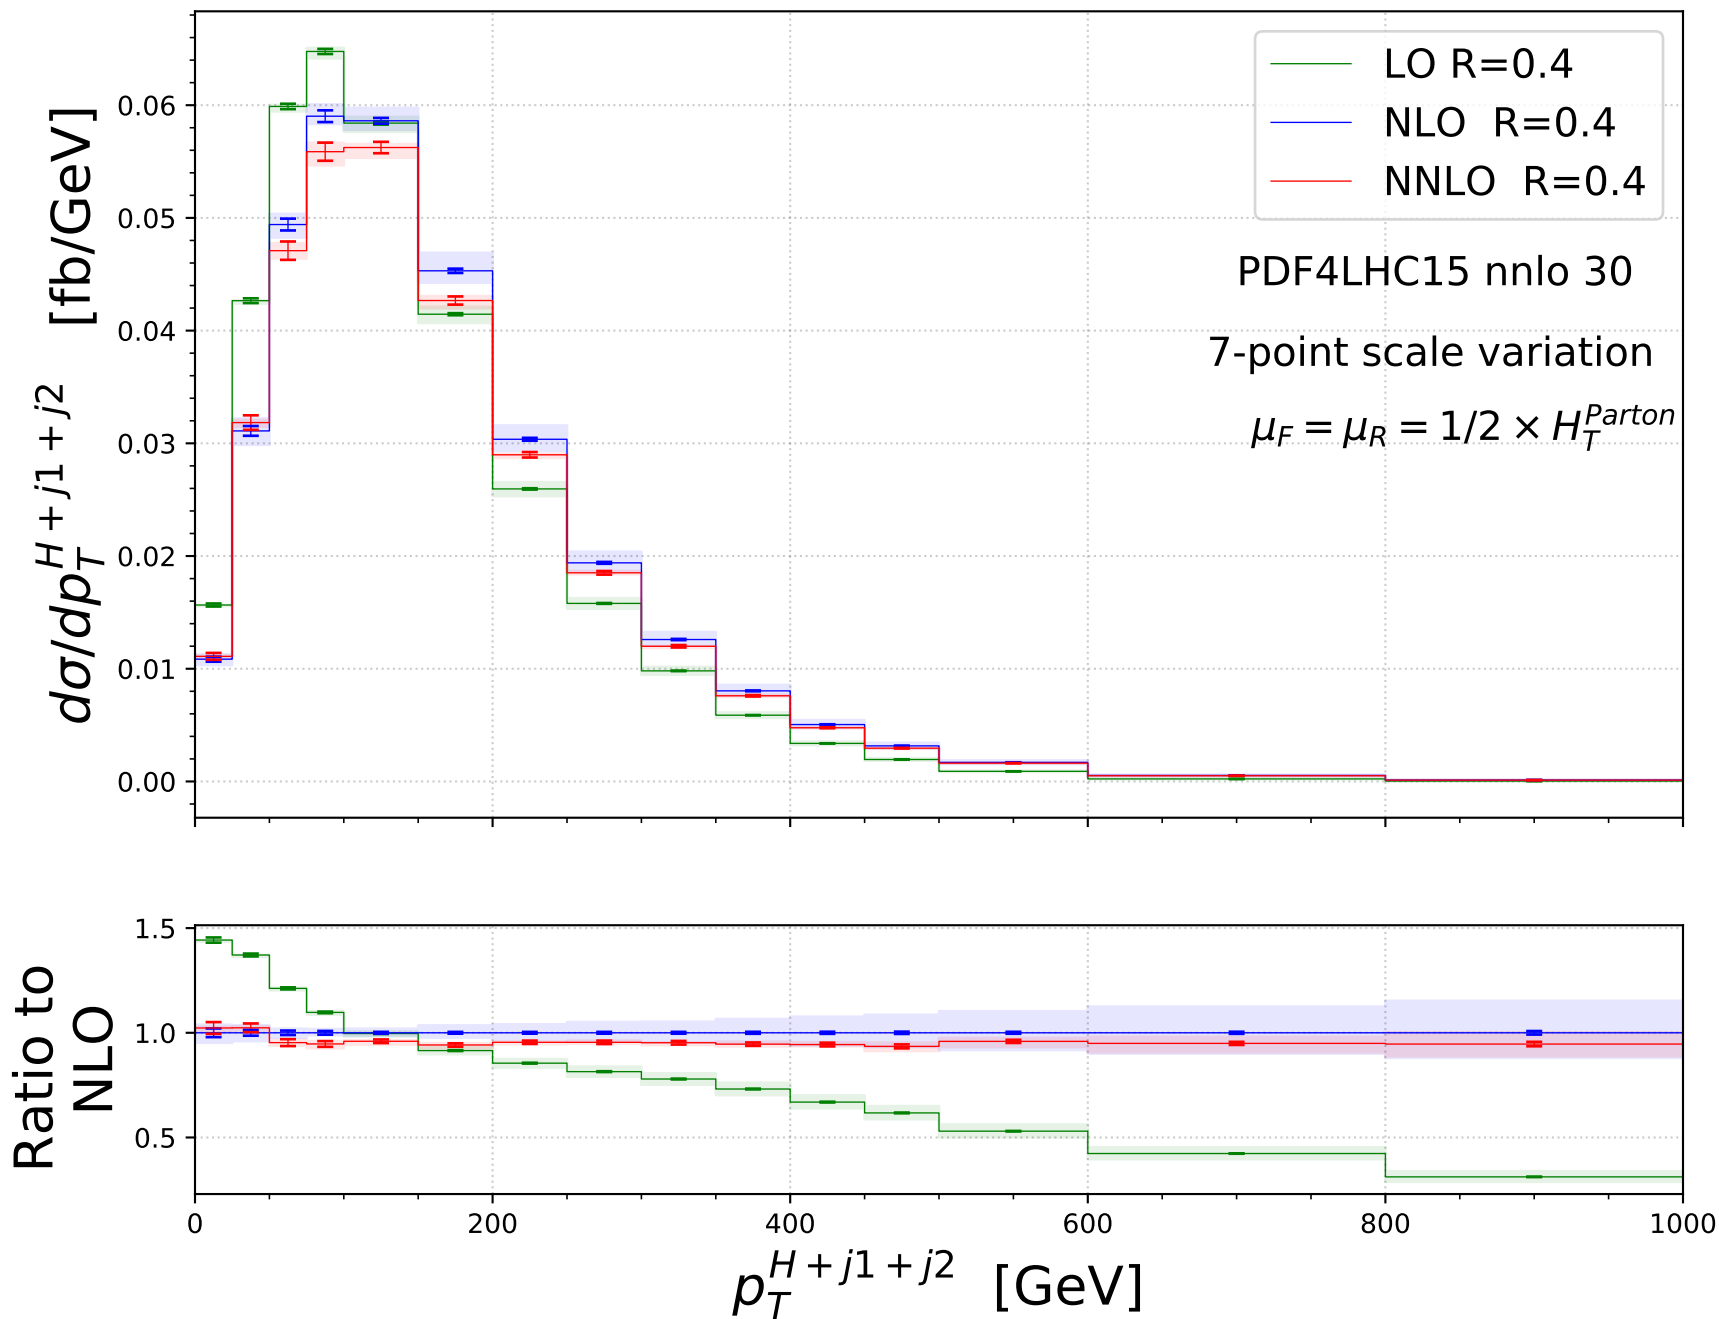 dσ/dp_T^{H+j1+j2} [fb/GeV]
0.06
0.05
0.04
0.03
0.02
0.01
0.00
LO R=0.4
NLO R=0.4
NNLO R=0.4
PDF4LHC15 nnlo 30
7-point scale variation
μ_F = μ_R = 1/2 × H_T^{Parton}
Ratio to
NLO
1.5
1.0
0.5
0 200 400 600 800 1000
p_T^{H+j1+j2} [GeV]